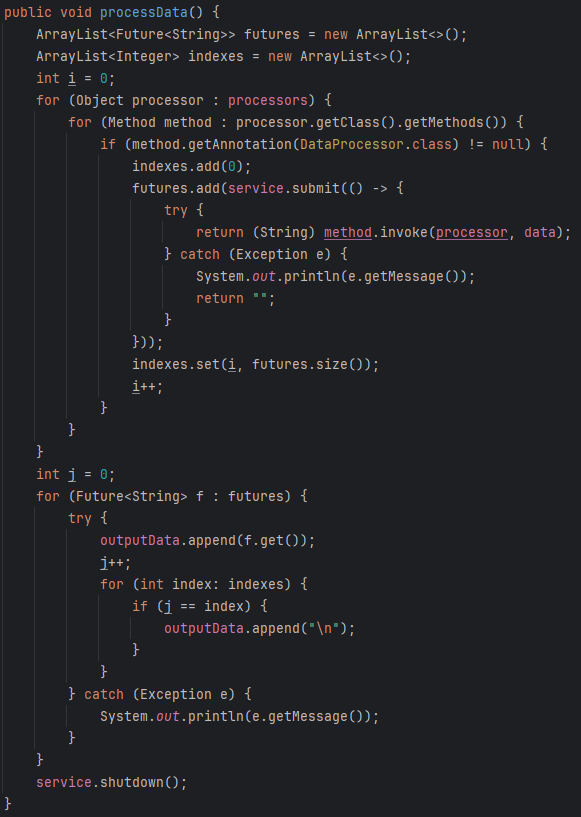 public void processData() {
    ArrayList<Future<String>> futures = new ArrayList<>();
    ArrayList<Integer> indexes = new ArrayList<>();
    int i = 0;
    for (Object processor : processors) {
        for (Method method : processor.getClass().getMethods()) {
            if (method.getAnnotation(DataProcessor.class) != null) {
                indexes.add(0);
                futures.add(service.submit(() -> {
                    try {
                        return (String) method.invoke(processor, data);
                    } catch (Exception e) {
                        System.out.println(e.getMessage());
                        return "";
                    }
                }));
                indexes.set(i, futures.size());
                i++;
            }
        }
    }
    int j = 0;
    for (Future<String> f : futures) {
        try {
            outputData.append(f.get());
            j++;
            for (int index: indexes) {
                if (j == index) {
                    outputData.append("\n");
                }
            }
        } catch (Exception e) {
            System.out.println(e.getMessage());
        }
    }
    service.shutdown();
}